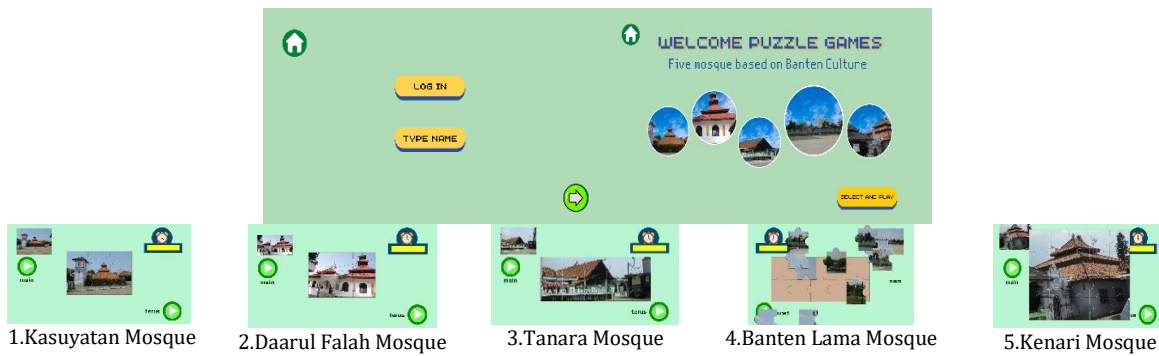 LOG IN
TYPE NAME
WELCOME PUZZLE GAMES
Five mosque based on Banten Culture
SELECT AND PLAY
main
terus
1.Kasuyatan Mosque
main
terus
2.Daarul Falah Mosque
main
terus
3.Tanara Mosque
4.Banten Lama Mosque
main
5.Kenari Mosque